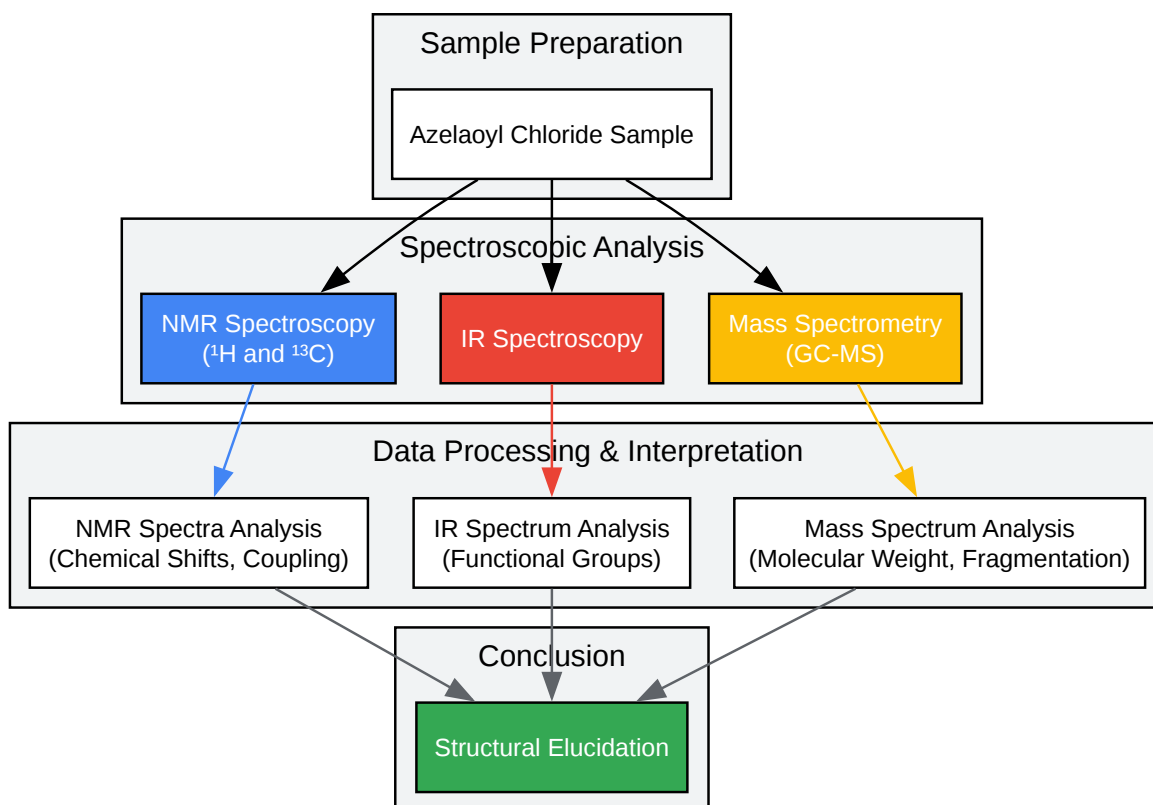 Sample Preparation
Azelaoyl Chloride Sample
Spectroscopic Analysis
NMR Spectroscopy
(¹H and ¹³C)
IR Spectroscopy
Mass Spectrometry
(GC-MS)
Data Processing & Interpretation
NMR Spectra Analysis
(Chemical Shifts, Coupling)
IR Spectrum Analysis
(Functional Groups)
Mass Spectrum Analysis
(Molecular Weight, Fragmentation)
Conclusion
Structural Elucidation